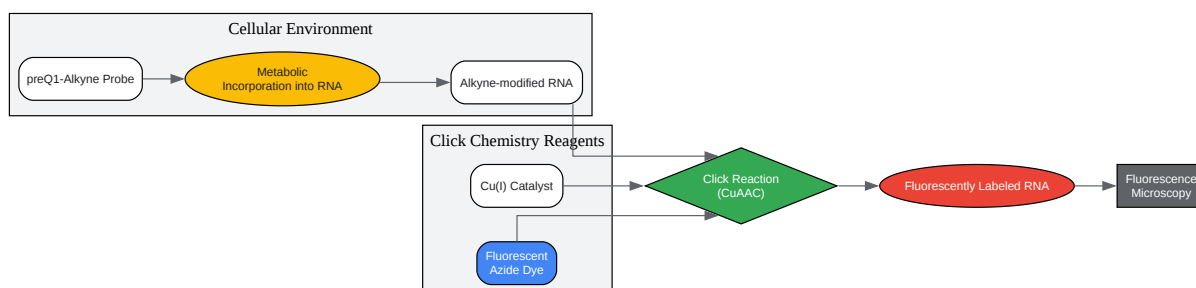 Cellular Environment
preQ1-Alkyne Probe
Metabolic
Incorporation into RNA
Alkyne-modified RNA
Click Chemistry Reagents
Cu(I) Catalyst
Fluorescent
Azide Dye
Click Reaction
(CuAAC)
Fluorescently Labeled RNA
Fluorescence
Microscopy